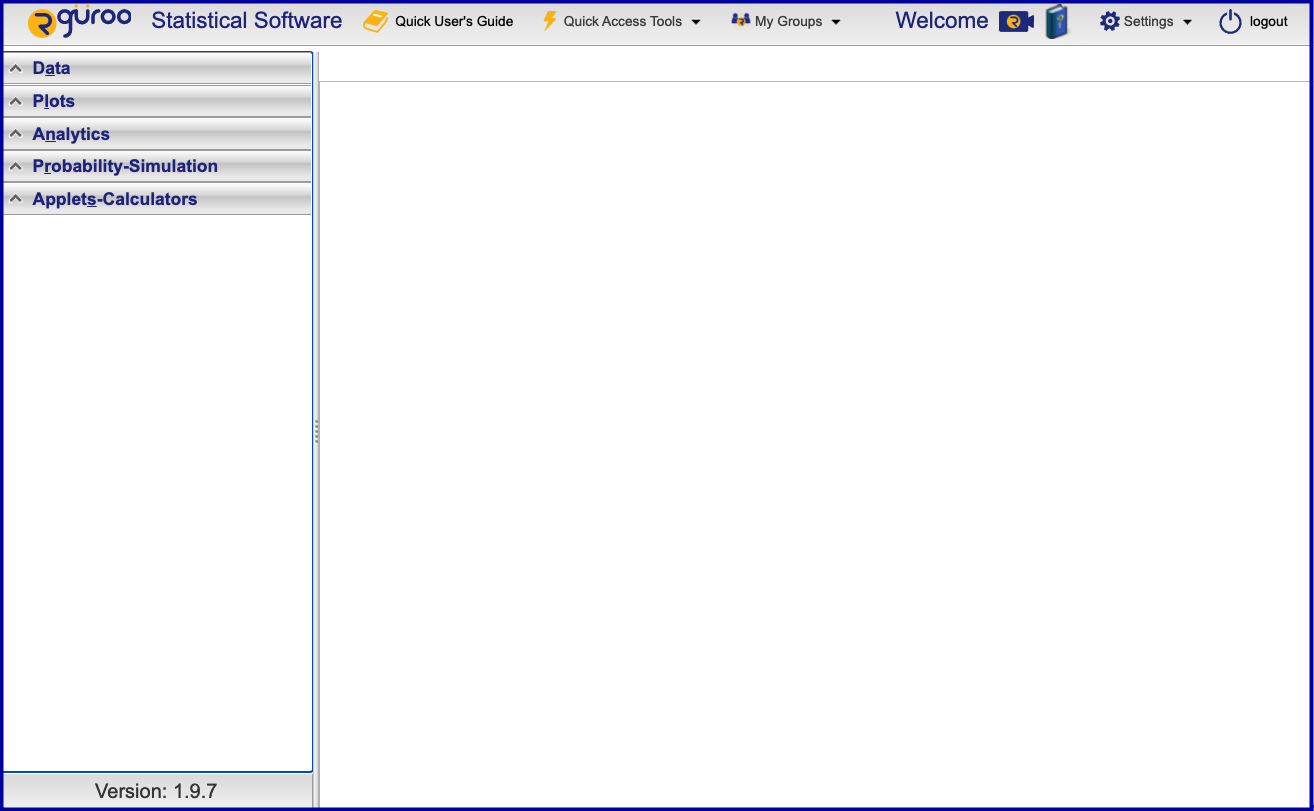 Rguroo Statistical Software Quick User's Guide Quick Access Tools My Groups Welcome Settings logout
Data
Plots
Analytics
Probability-Simulation
Applets-Calculators
Version: 1.9.7